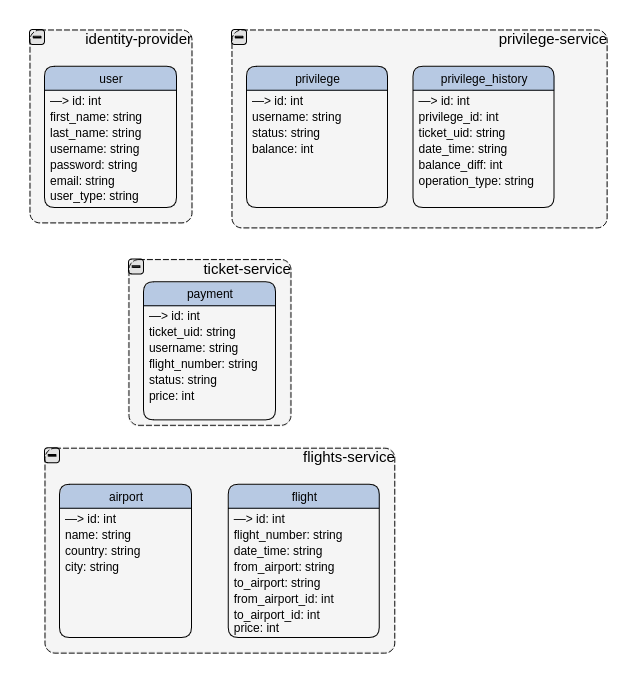 identity-provider
user
—> id: int
first_name: string
last_name: string
username: string
password: string
email: string
user_type: string
privilege-service
privilege
—> id: int
username: string
status: string
balance: int
privilege_history
—> id: int
privilege_id: int
ticket_uid: string
date_time: string
balance_diff: int
operation_type: string
ticket-service
payment
—> id: int
ticket_uid: string
username: string
flight_number: string
status: string
price: int
flights-service
airport
—> id: int
name: string
country: string
city: string
flight
—> id: int
flight_number: string
date_time: string
from_airport: string
to_airport: string
from_airport_id: int
to_airport_id: int
price: int